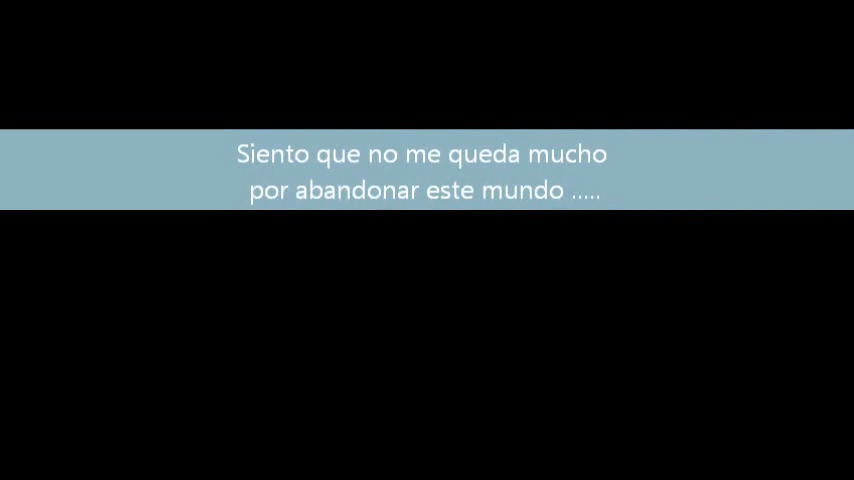 Siento que no me queda mucho
por abandonar este mundo .....